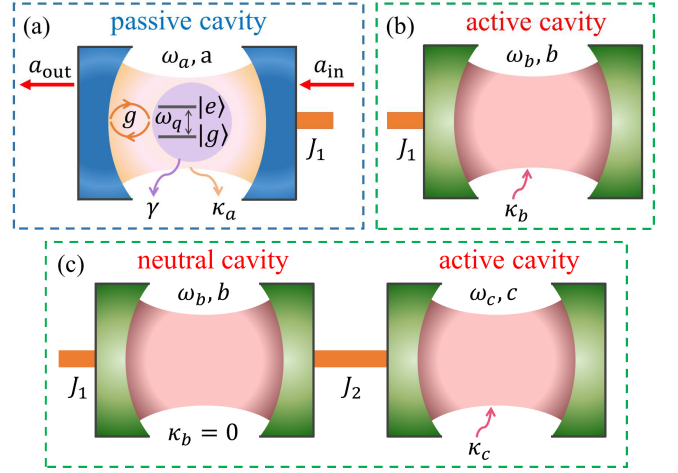 (a) passive cavity
ω_a, a
a_out
a_in
g
ω_q
|e⟩
|g⟩
J_1
γ
κ_a
(b) active cavity
ω_b, b
J_1
κ_b
(c) neutral cavity
active cavity
ω_b, b
ω_c, c
J_1
J_2
κ_b = 0
κ_c